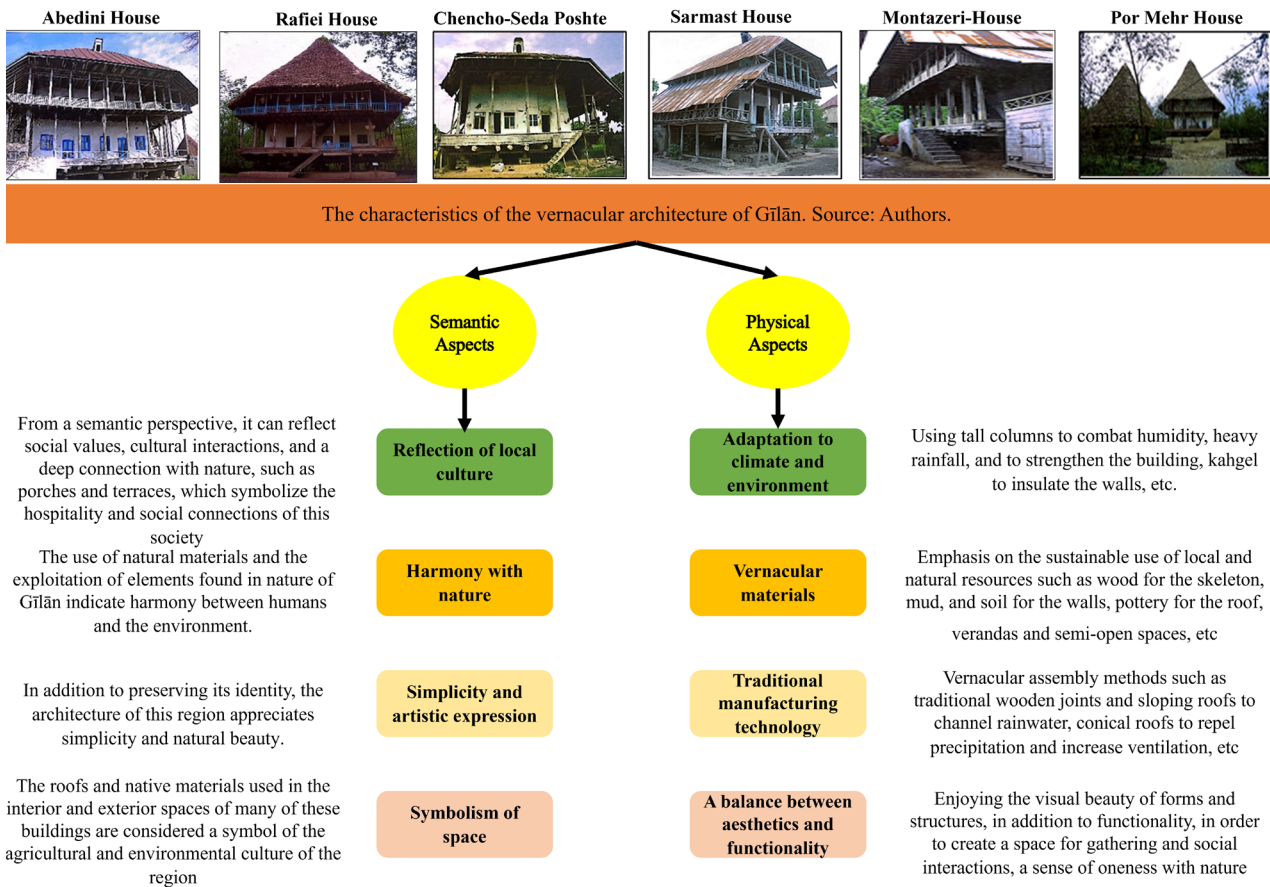 Abedini House
Rafiei House
Chencho-Seda Poshte
Sarmast House
Montazeri-House
Por Mehr House
The characteristics of the vernacular architecture of Gīlān. Source: Authors.
Semantic
Aspects
Physical
Aspects
From a semantic perspective, it can reflect
social values, cultural interactions, and a
deep connection with nature, such as
porches and terraces, which symbolize the
hospitality and social connections of this
society
Reflection of local
culture
Adaptation to
climate and
environment
Using tall columns to combat humidity, heavy
rainfall, and to strengthen the building, kahgel
to insulate the walls, etc.
The use of natural materials and the
exploitation of elements found in nature of
Gīlān indicate harmony between humans
and the environment.
Harmony with
nature
Vernacular
materials
Emphasis on the sustainable use of local and
natural resources such as wood for the skeleton,
mud, and soil for the walls, pottery for the roof,
verandas and semi-open spaces, etc
In addition to preserving its identity, the
architecture of this region appreciates
simplicity and natural beauty.
Simplicity and
artistic expression
Traditional
manufacturing
technology
Vernacular assembly methods such as
traditional wooden joints and sloping roofs to
channel rainwater, conical roofs to repel
precipitation and increase ventilation, etc
The roofs and native materials used in the
interior and exterior spaces of many of these
buildings are considered a symbol of the
agricultural and environmental culture of the
region
Symbolism of
space
A balance between
aesthetics and
functionality
Enjoying the visual beauty of forms and
structures, in addition to functionality, in order
to create a space for gathering and social
interactions, a sense of oneness with nature